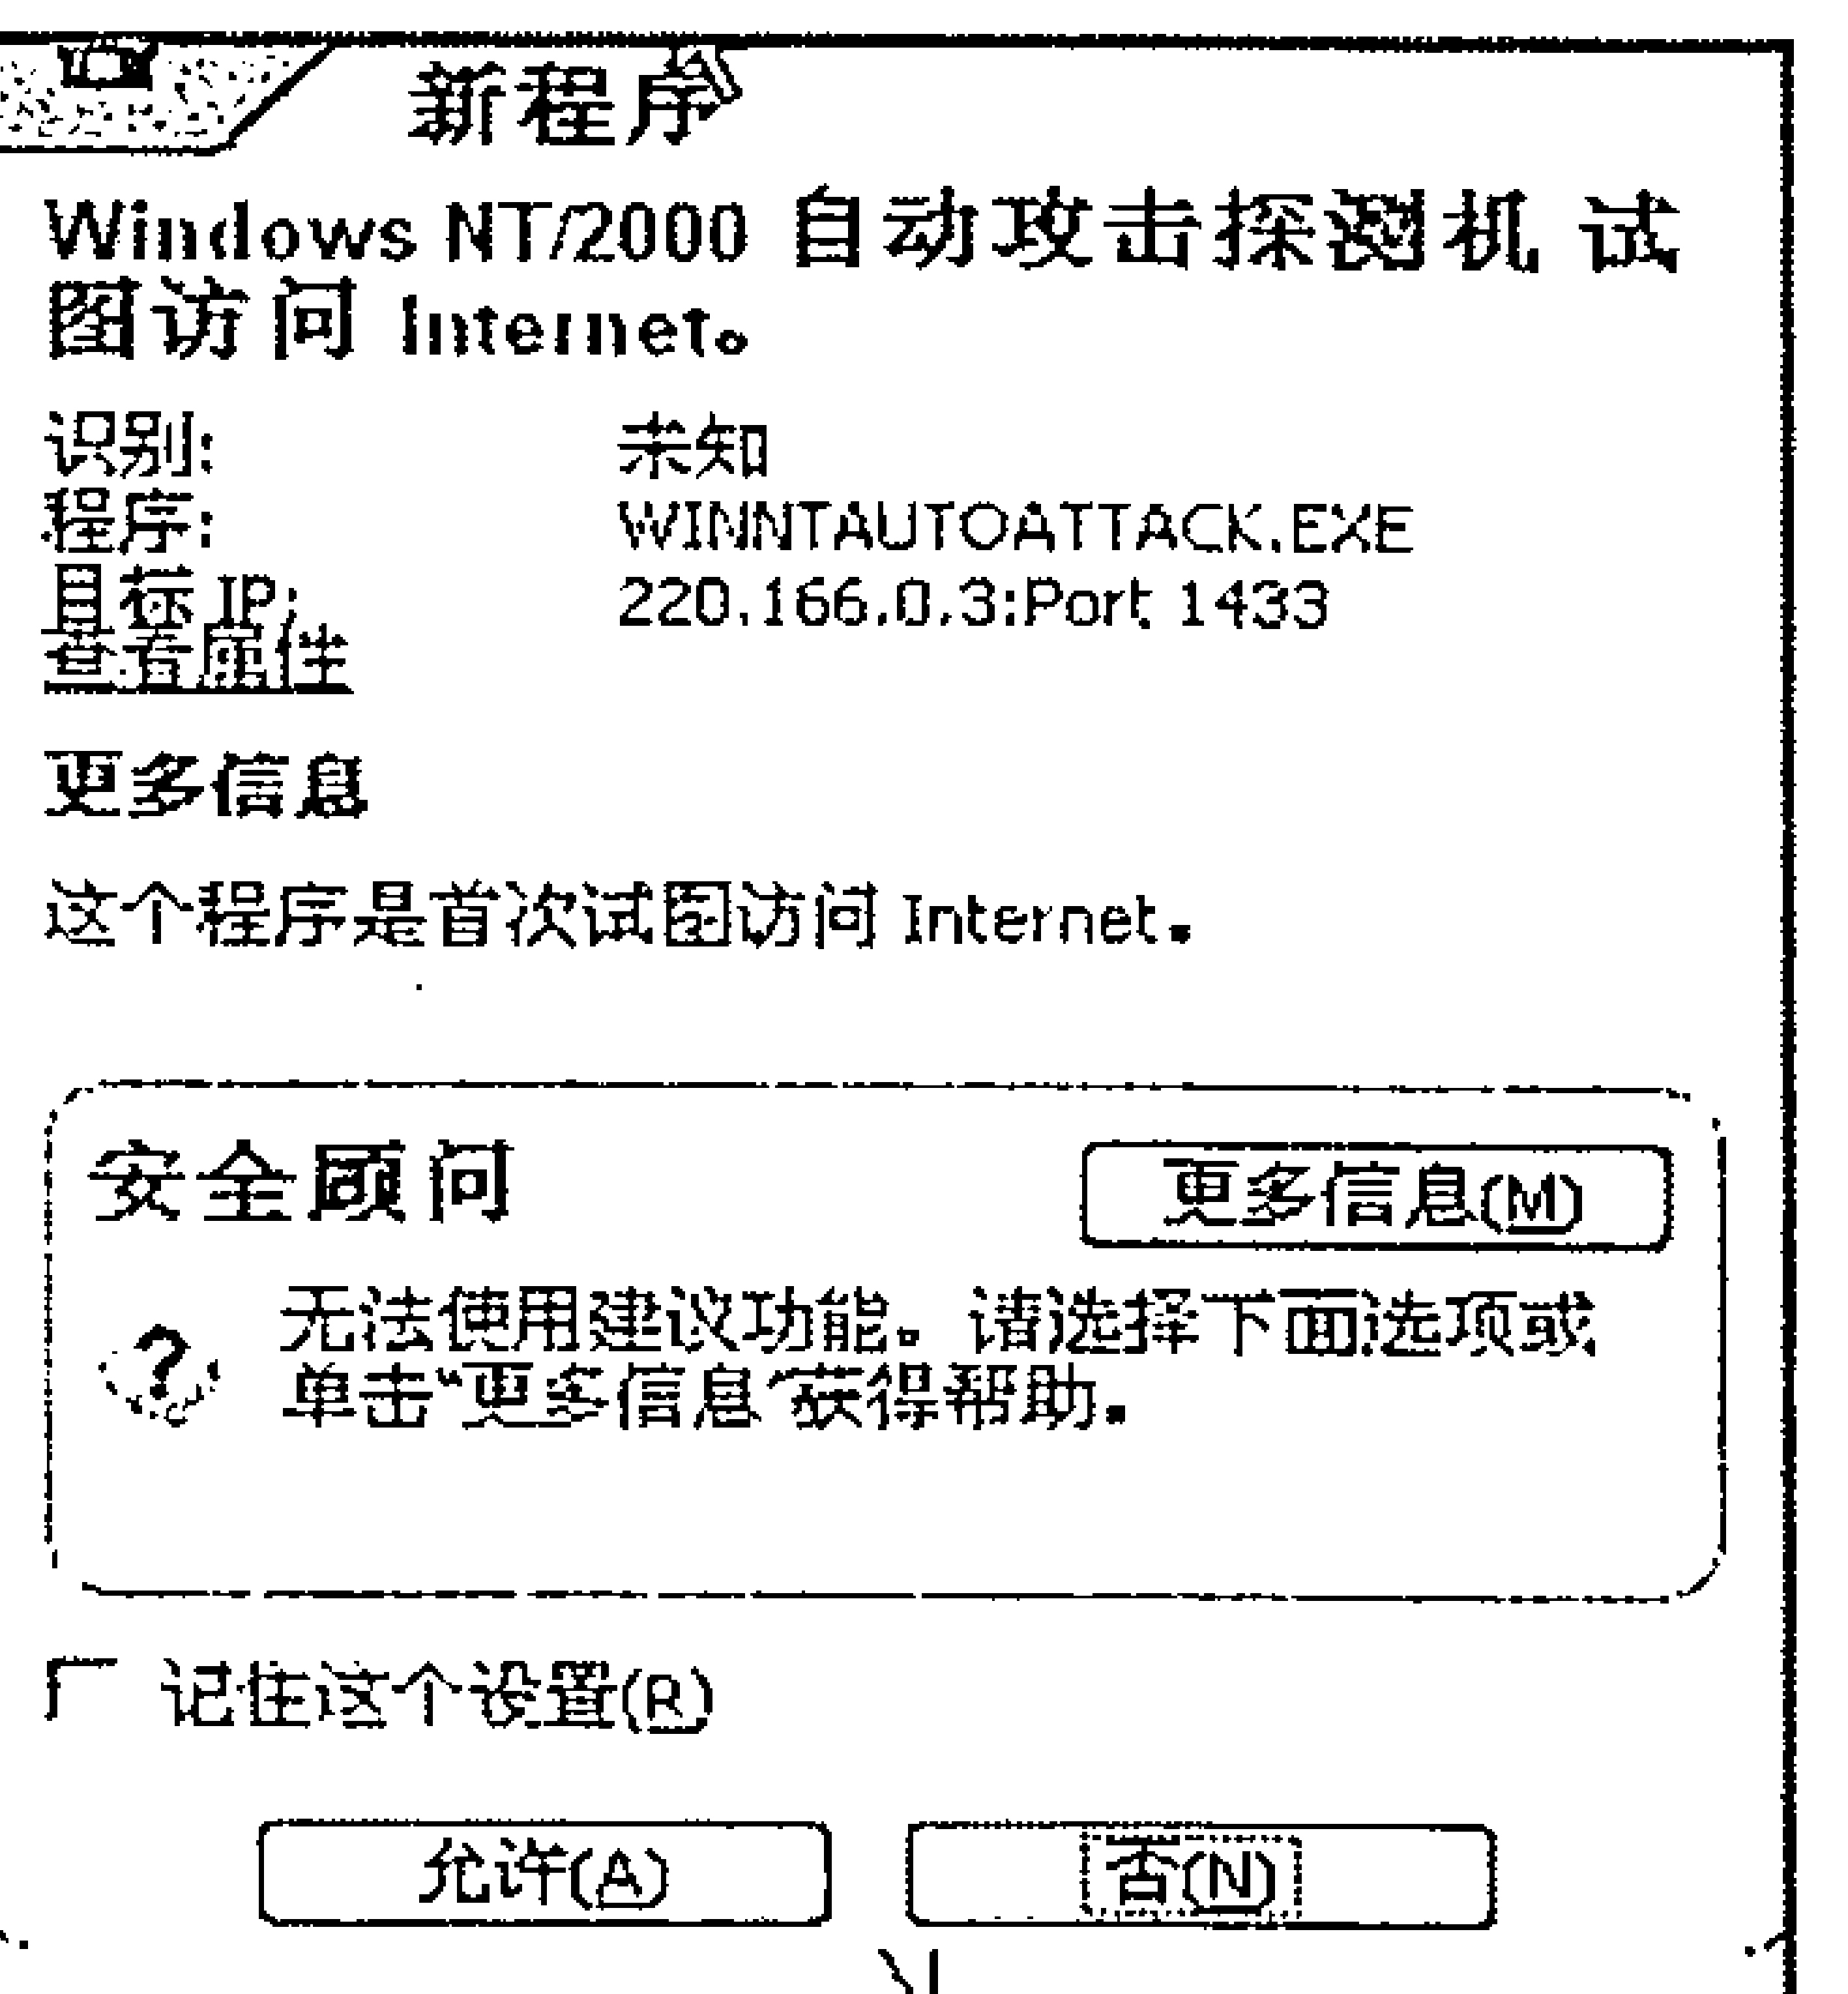 新程序
Windows NT/2000 自动攻击探测机 试
图访问 Internet。
识别: 未知
程序: WINNTAUTOATTACK.EXE
目标 IP: 220.166.0.3:Port 1433
查看属性
更多信息
这个程序是首次试图访问 Internet。
安全顾问 更多信息(M)
无法使用建议功能。请选择下面选项或
单击“更多信息”获得帮助。
记住这个设置(R)
允许(A) 否(N)